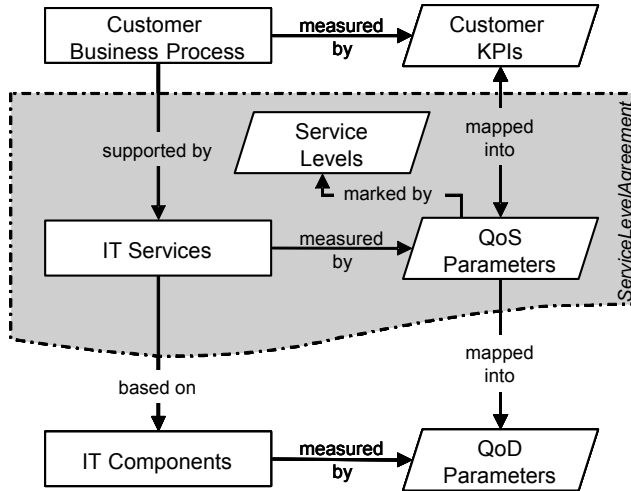 Customer
Business Process
measured
by
Customer
KPIs
supported by
Service
Levels
mapped
into
marked by
IT Services
measured
by
QoS
Parameters
ServiceLevelAgreement
based on
mapped
into
IT Components
measured
by
QoD
Parameters